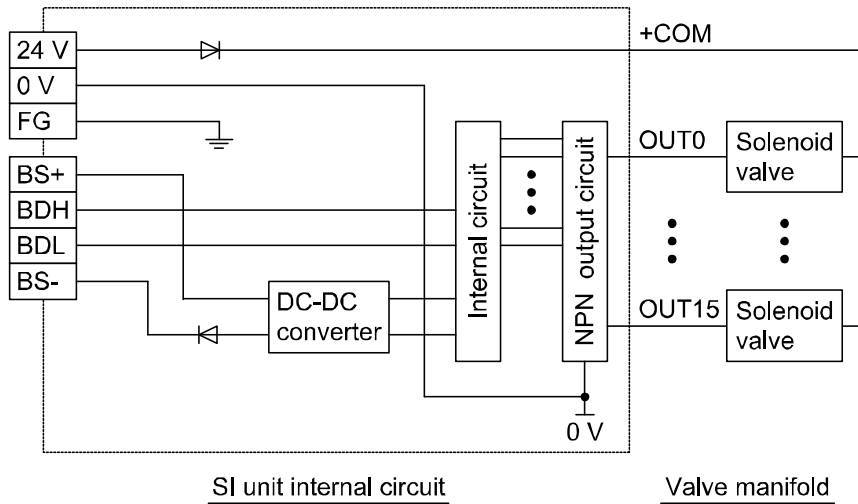 24 V
0 V
FG
BS+
BDH
BDL
BS-
DC-DC
converter
Internal circuit
NPN output circuit
0 V
+COM
OUT0
Solenoid
valve
OUT15
Solenoid
valve
SI unit internal circuit
Valve manifold